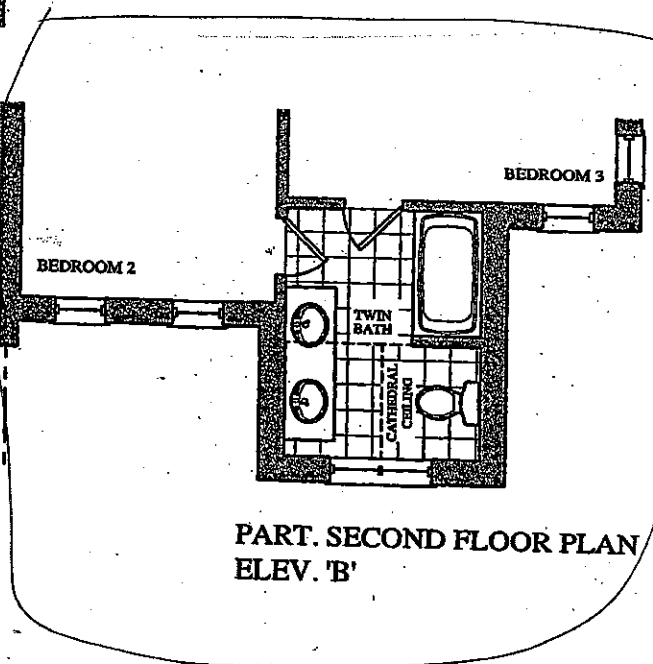 BEDROOM 3
BEDROOM 2
TWIN
BATH
CATHEDRAL
CEILING
PART. SECOND FLOOR PLAN
ELEV. 'B'